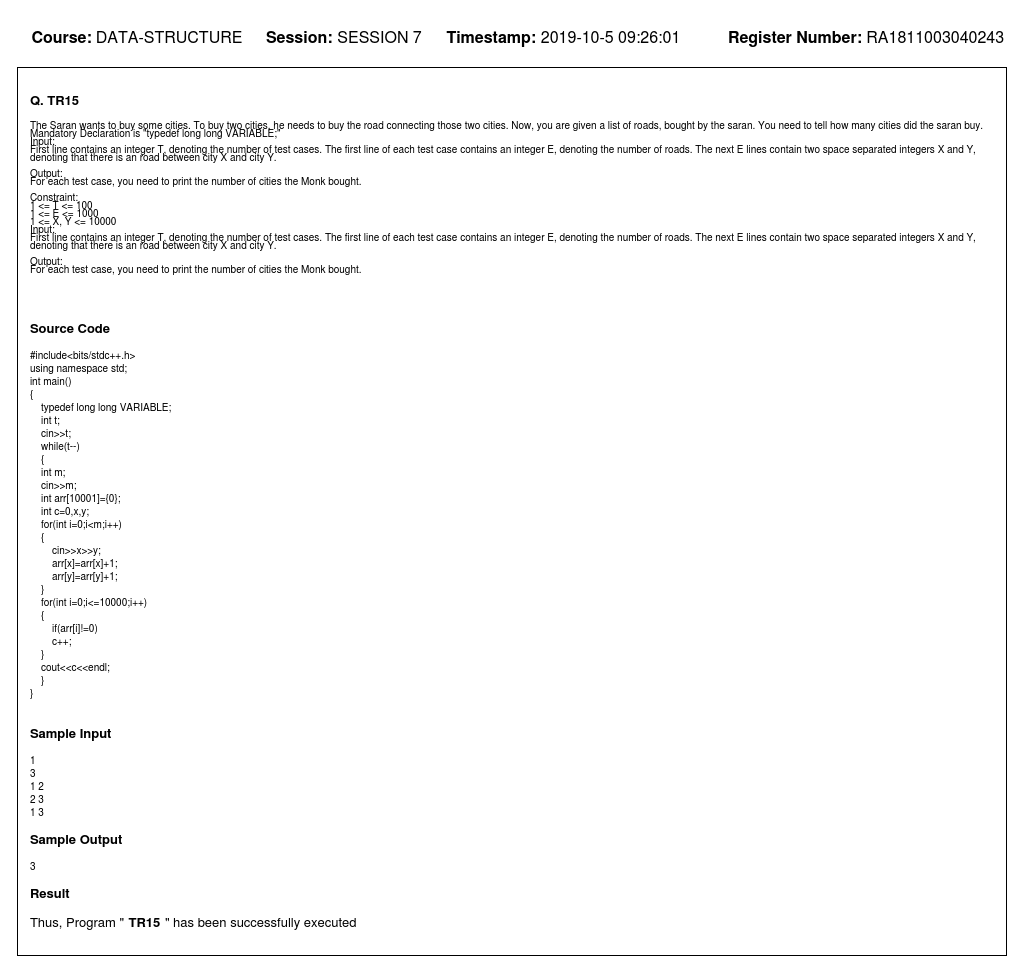 Course: DATA-STRUCTURE Session: SESSION 7 Timestamp: 2019-10-5 09:26:01 Register Number: RA1811003040243
Q. TR15
The Saran wants to buy some cities. To buy two cities, he needs to buy the road connecting those two cities. Now, you are given a list of roads, bought by the saran. You need to tell how many cities did the saran buy.
Mandatory Declaration is "typedef long long VARIABLE;"
Input:
First line contains an integer T, denoting the number of test cases. The first line of each test case contains an integer E, denoting the number of roads. The next E lines contain two space separated integers X and Y,
denoting that there is an road between city X and city Y.
Output:
For each test case, you need to print the number of cities the Monk bought.
Constraint:
1 <= T <= 100
1 <= E <= 1000
1 <= X, Y <= 10000
Input:
First line contains an integer T, denoting the number of test cases. The first line of each test case contains an integer E, denoting the number of roads. The next E lines contain two space separated integers X and Y,
denoting that there is an road between city X and city Y.
Output:
For each test case, you need to print the number of cities the Monk bought.
Source Code
#include<bits/stdc++.h>
using namespace std;
int main()
{
typedef long long VARIABLE;
int t;
cin>>t;
while(t--)
{
int m;
cin>>m;
int arr[10001]={0};
int c=0,x,y;
for(int i=0;i<m;i++)
{
cin>>x>>y;
arr[x]=arr[x]+1;
arr[y]=arr[y]+1;
}
for(int i=0;i<=10000;i++)
{
if(arr[i]!=0)
c++;
}
cout<<c<<endl;
}
}
Sample Input
1
3
1 2
2 3
1 3
Sample Output
3
Result
Thus, Program " TR15 " has been successfully executed